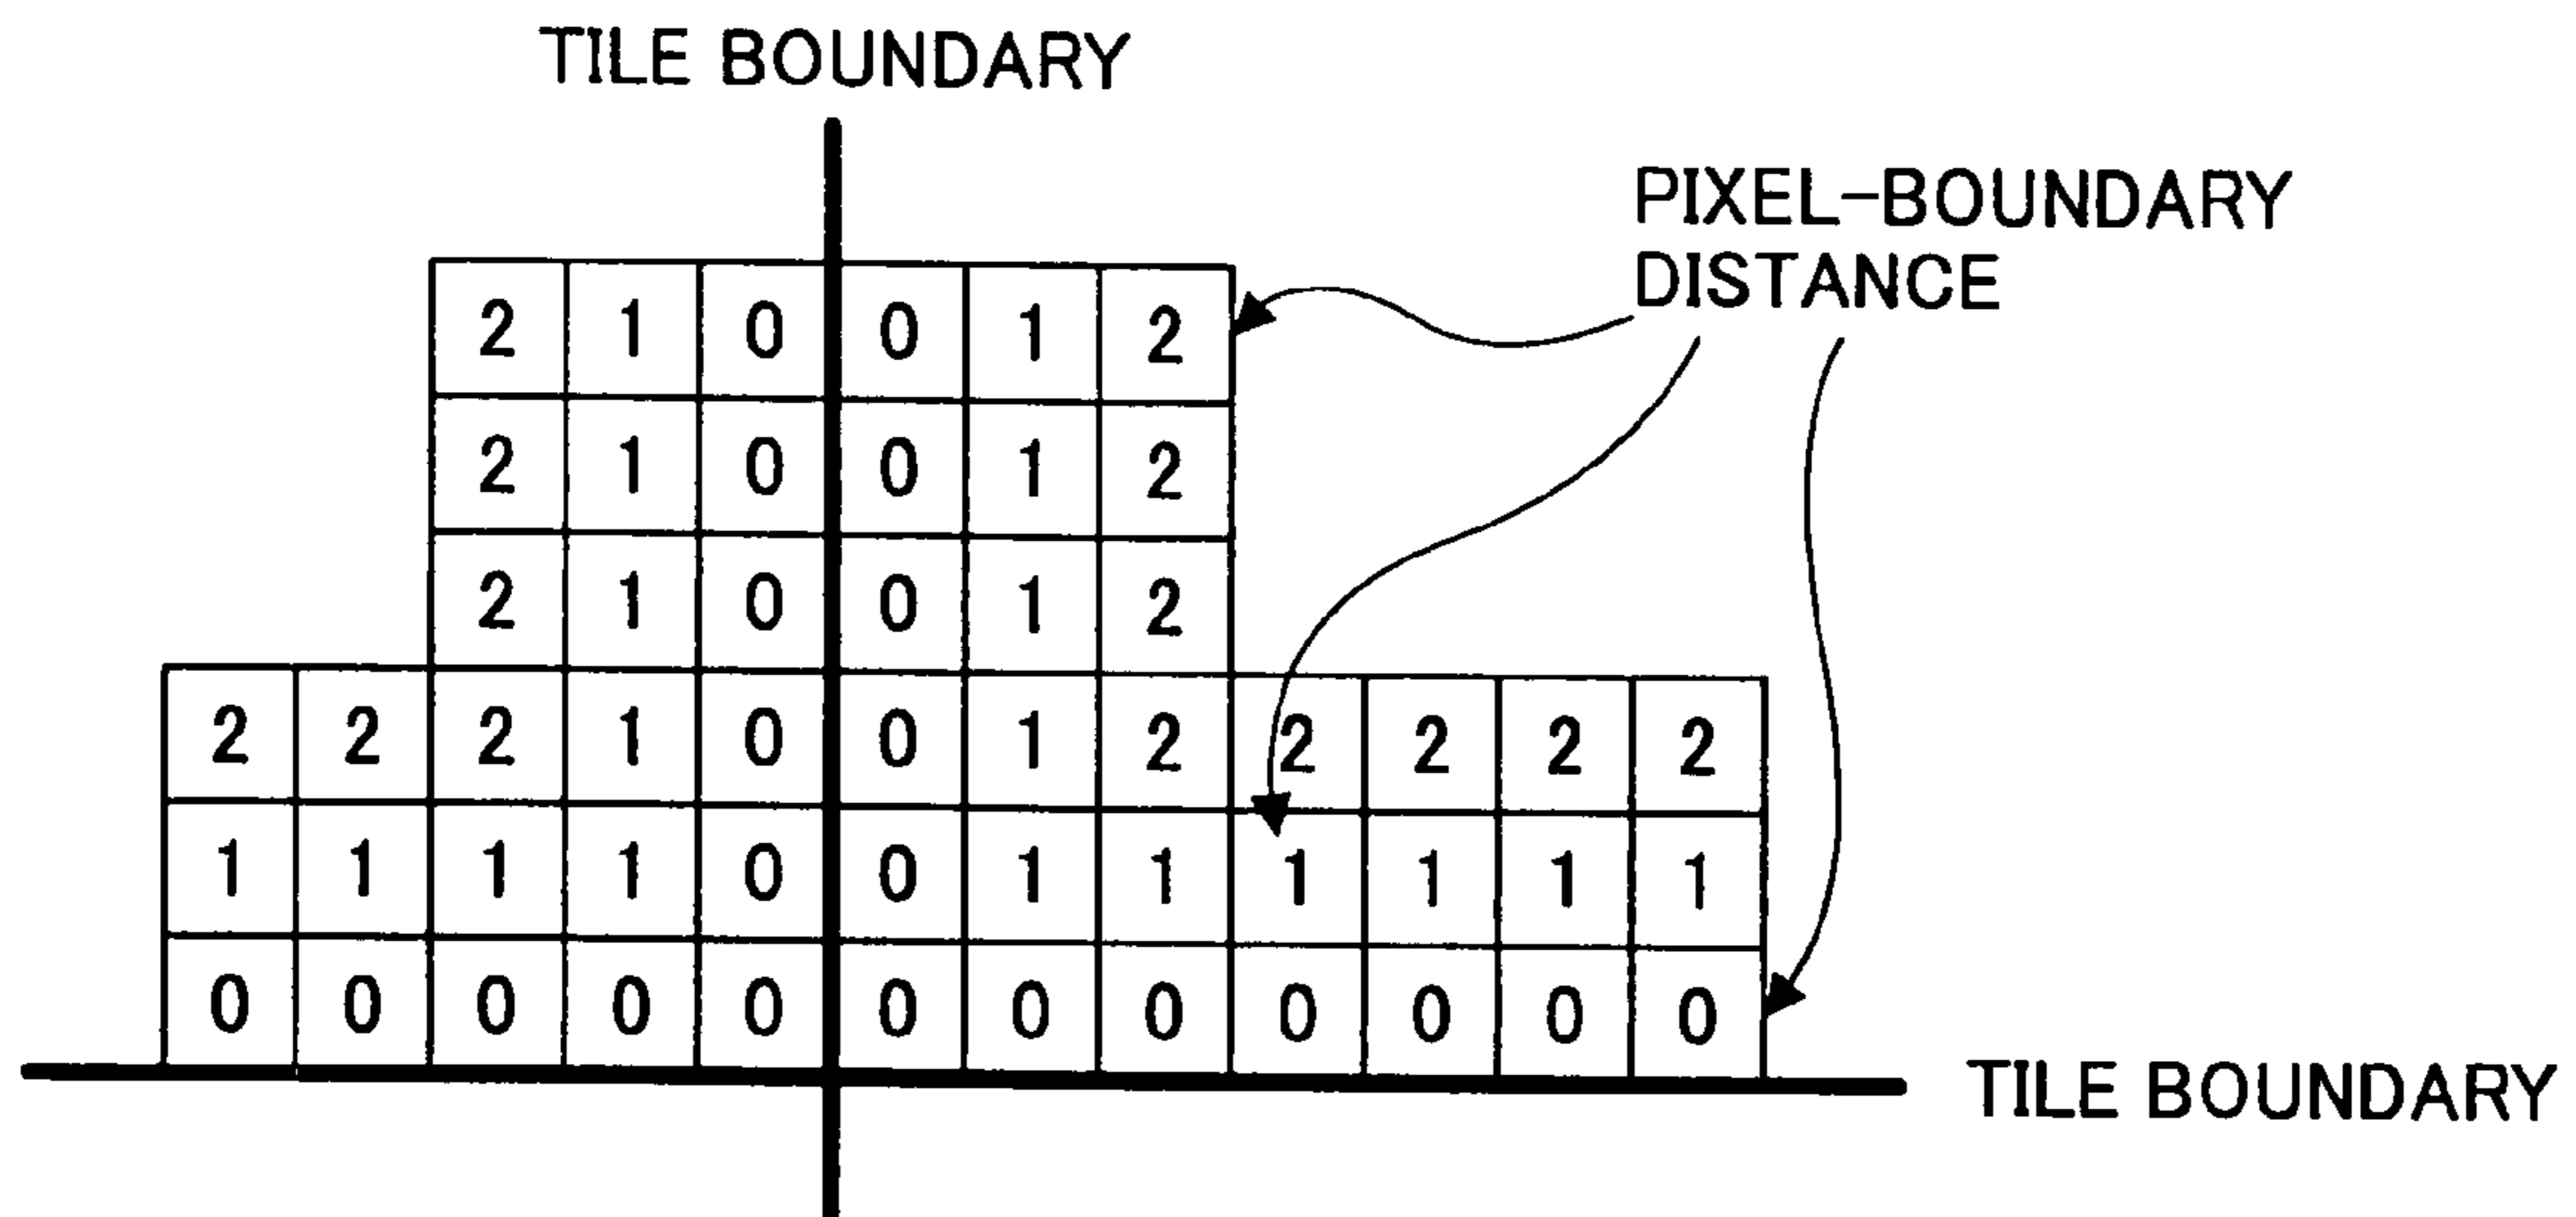 TILE BOUNDARY
PIXEL-BOUNDARY
DISTANCE
2 1 0 0 1 2
2 1 0 0 1 2
2 1 0 0 1 2
2 2 2 1 0 0 1 2 2 2 2 2
1 1 1 1 0 0 1 1 1 1 1 1
0 0 0 0 0 0 0 0 0 0 0 0
TILE BOUNDARY